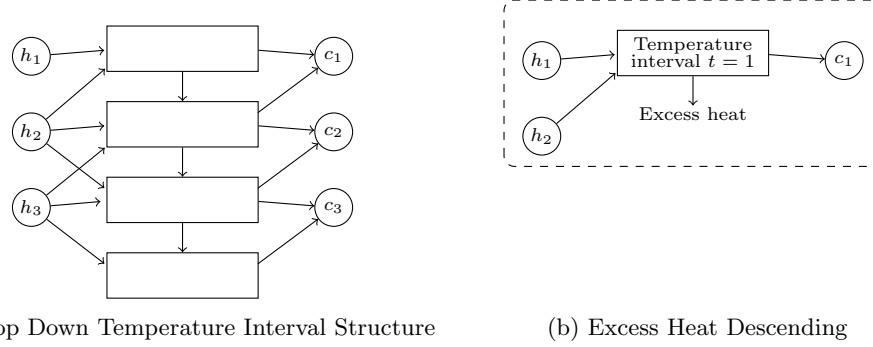 h₁
h₂
h₃
c₁
c₂
c₃
Down Temperature Interval Structure
h₁
h₂
Temperature
interval t = 1
c₁
Excess heat
(b) Excess Heat Descending